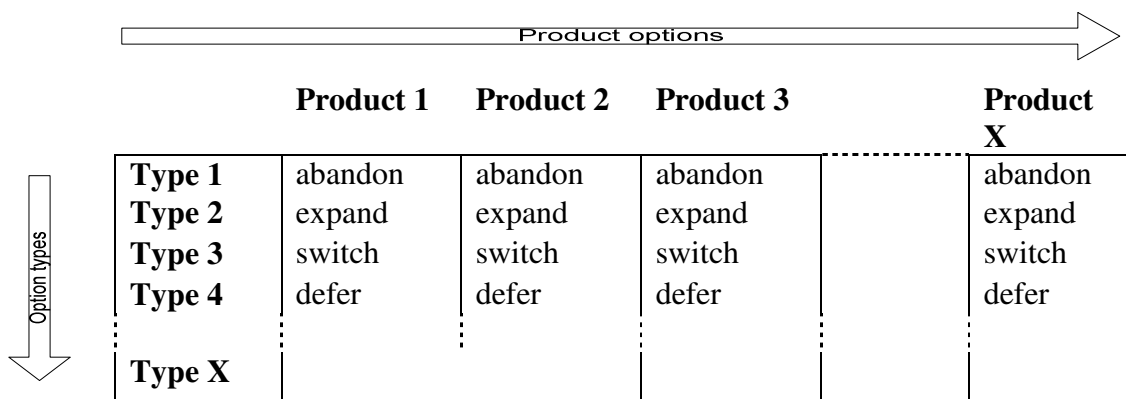 Product options
Product 1 Product 2 Product 3 Product
X
Type 1 abandon abandon abandon abandon
Type 2 expand expand expand expand
Type 3 switch switch switch switch
Type 4 defer defer defer defer
Type X
Option types